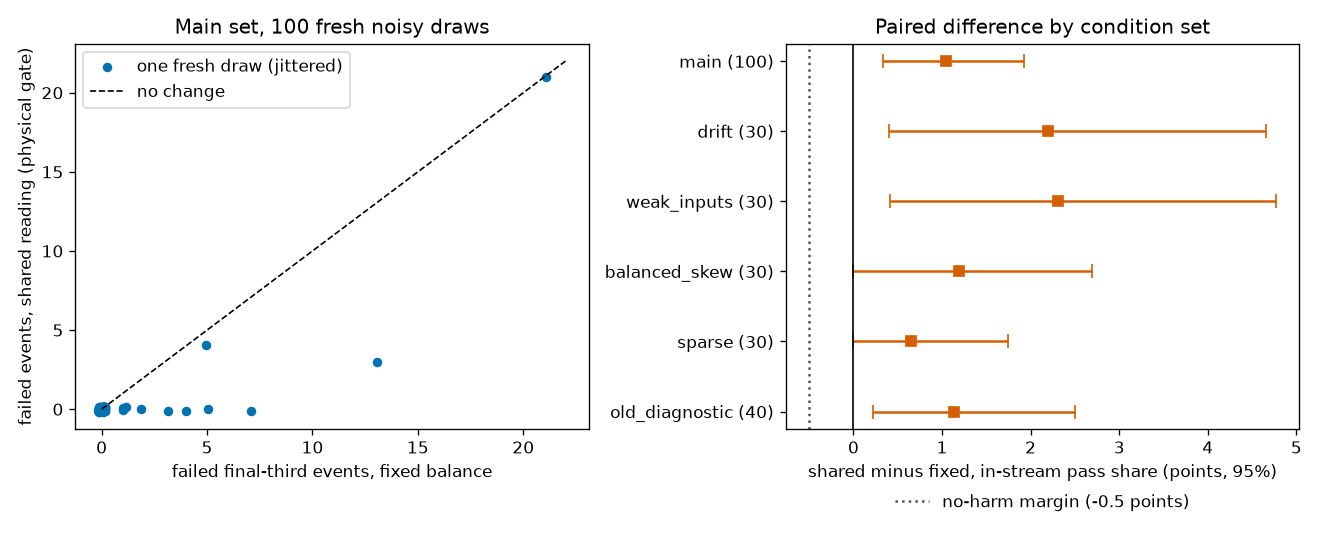 Main set, 100 fresh noisy draws
failed events, shared reading (physical gate)
20
15
10
5
0
one fresh draw (jittered)
no change
0 5 10 15 20
failed final-third events, fixed balance
Paired difference by condition set
main (100)
drift (30)
weak_inputs (30)
balanced_skew (30)
sparse (30)
old_diagnostic (40)
0 1 2 3 4 5
shared minus fixed, in-stream pass share (points, 95%)
no-harm margin (-0.5 points)